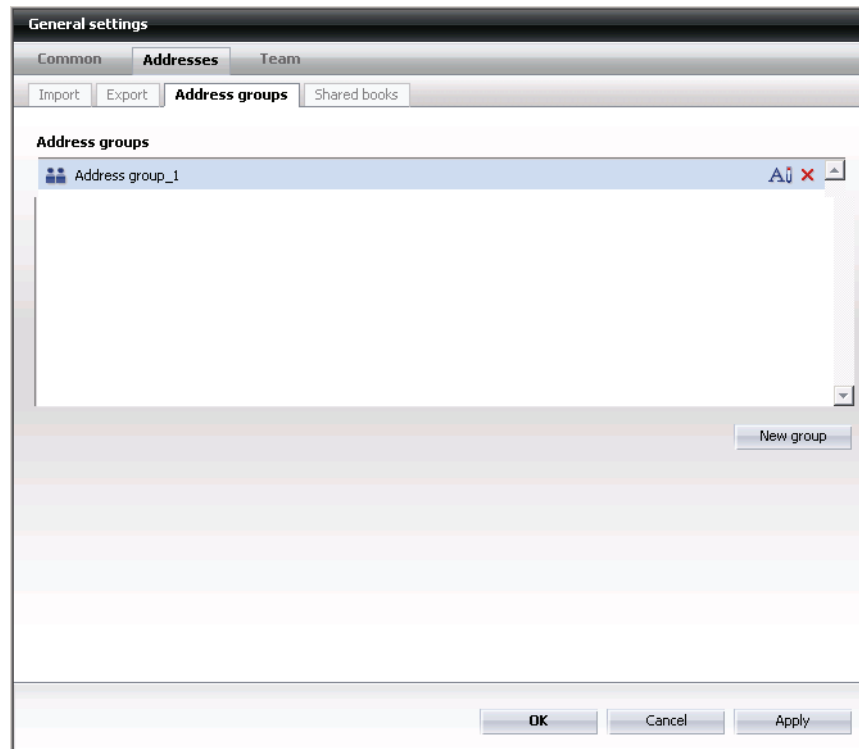 General settings
Common Addresses Team
Import Export Address groups Shared books
Address groups
Address group_1
New group
OK Cancel Apply